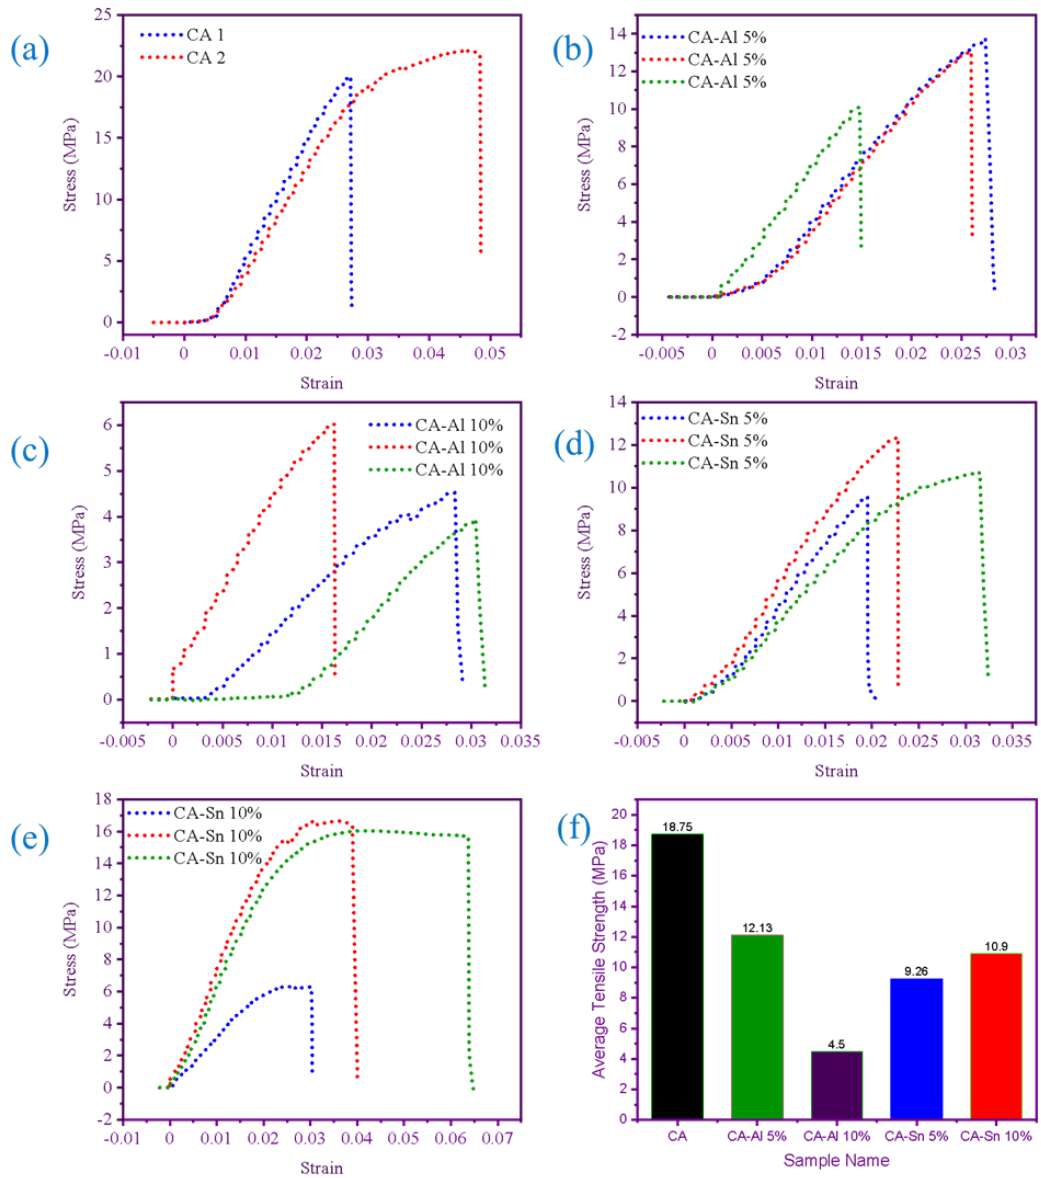 (a)
CA 1
CA 2
25
20
15
10
5
0
Stress (MPa)
-0.01 0 0.01 0.02 0.03 0.04 0.05
Strain
(b)
CA-Al 5%
CA-Al 5%
CA-Al 5%
14
12
10
8
6
4
2
0
-2
Stress (MPa)
-0.005 0 0.005 0.01 0.015 0.02 0.025 0.03
Strain
(c)
CA-Al 10%
CA-Al 10%
CA-Al 10%
6
5
4
3
2
1
0
Stress (MPa)
-0.005 0 0.005 0.01 0.015 0.02 0.025 0.03 0.035
Strain
(d)
CA-Sn 5%
CA-Sn 5%
CA-Sn 5%
14
12
10
8
6
4
2
0
Stress (MPa)
-0.005 0 0.005 0.01 0.015 0.02 0.025 0.03 0.035
Strain
(e)
CA-Sn 10%
CA-Sn 10%
CA-Sn 10%
18
16
14
12
10
8
6
4
2
0
-2
Stress (MPa)
-0.01 0 0.01 0.02 0.03 0.04 0.05 0.06 0.07
Strain
(f)
20
18
16
14
12
10
8
6
4
2
0
Average Tensile Strength (MPa)
18.75
12.13
4.5
9.26
10.9
CA CA-Al 5% CA-Al 10% CA-Sn 5% CA-Sn 10%
Sample Name